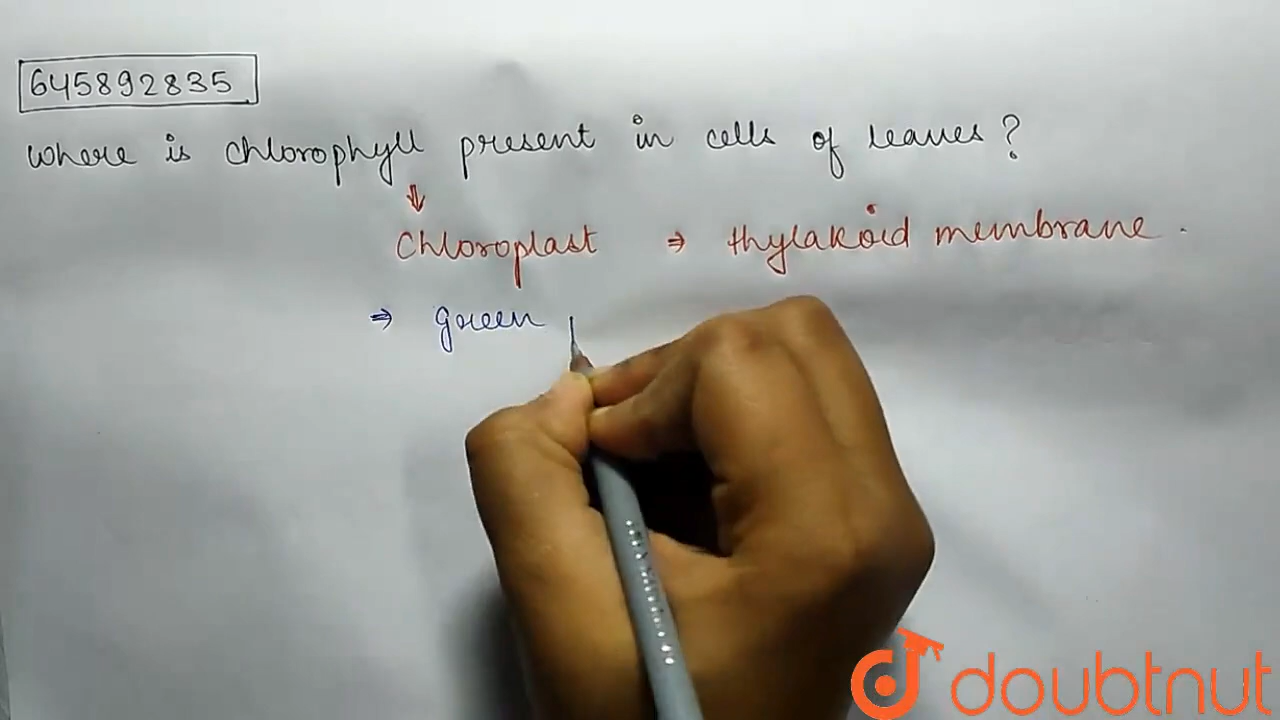 645892835
Where is chlorophyll present in cells of leaves?
⇓
Chloroplast ⇒ thylakoid membrane.
⇒ green
doubtnut